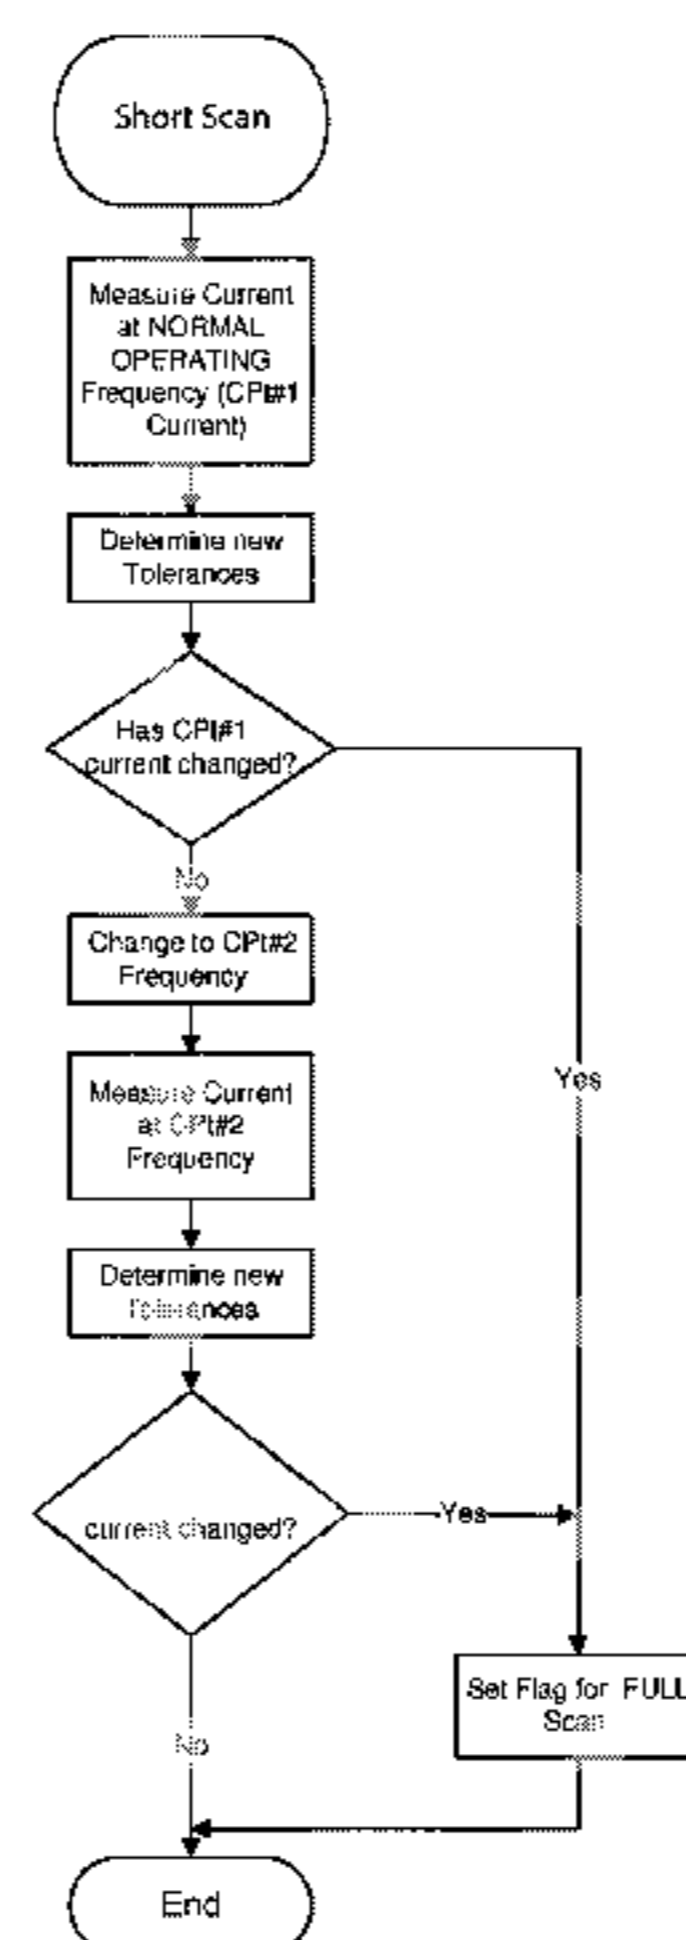 Short Scan
Measure Current
at NORMAL
OPERATING
Frequency (CPt#1
Current)
Determine new
Tolerances
Has CPt#1
current changed?
No
Change to CPt#2
Frequency
Measure Current
at CPt#2
Frequency
Yes
Determine new
Tolerances
current changed?
Yes
Set Flag for FULL
Scan
No
End